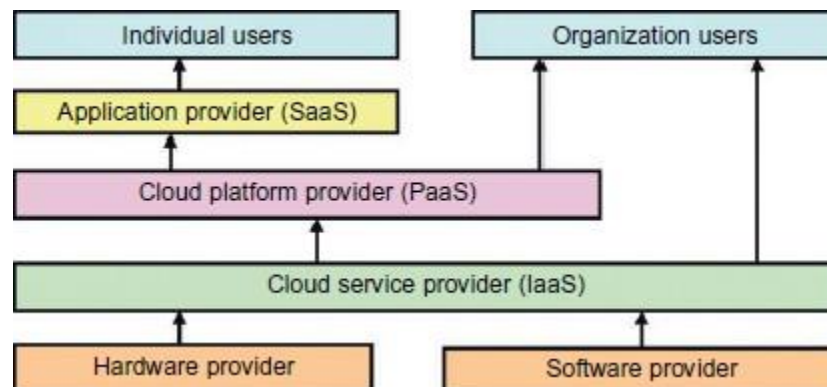 Individual users
Organization users
Application provider (SaaS)
Cloud platform provider (PaaS)
Cloud service provider (IaaS)
Hardware provider
Software provider